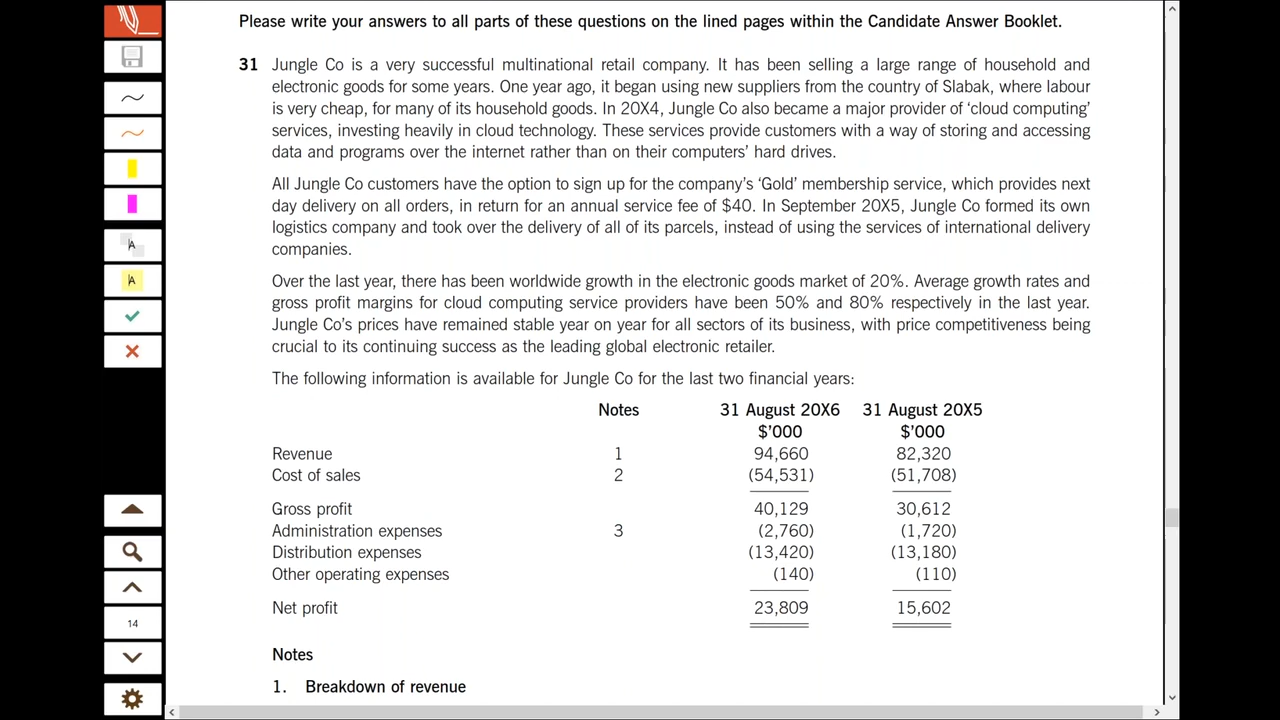 Please write your answers to all parts of these questions on the lined pages within the Candidate Answer Booklet.
31 Jungle Co is a very successful multinational retail company. It has been selling a large range of household and
electronic goods for some years. One year ago, it began using new suppliers from the country of Slabak, where labour
is very cheap, for many of its household goods. In 20X4, Jungle Co also became a major provider of ‘cloud computing’
services, investing heavily in cloud technology. These services provide customers with a way of storing and accessing
data and programs over the internet rather than on their computers’ hard drives.
All Jungle Co customers have the option to sign up for the company’s ‘Gold’ membership service, which provides next
day delivery on all orders, in return for an annual service fee of $40. In September 20X5, Jungle Co formed its own
logistics company and took over the delivery of all of its parcels, instead of using the services of international delivery
companies.
Over the last year, there has been worldwide growth in the electronic goods market of 20%. Average growth rates and
gross profit margins for cloud computing service providers have been 50% and 80% respectively in the last year.
Jungle Co’s prices have remained stable year on year for all sectors of its business, with price competitiveness being
crucial to its continuing success as the leading global electronic retailer.
The following information is available for Jungle Co for the last two financial years:
Notes 31 August 20X6 31 August 20X5
$’000 $’000
Revenue 1 94,660 82,320
Cost of sales 2 (54,531) (51,708)
Gross profit 40,129 30,612
Administration expenses 3 (2,760) (1,720)
Distribution expenses (13,420) (13,180)
Other operating expenses (140) (110)
Net profit 23,809 15,602
Notes
1. Breakdown of revenue
A
A
14